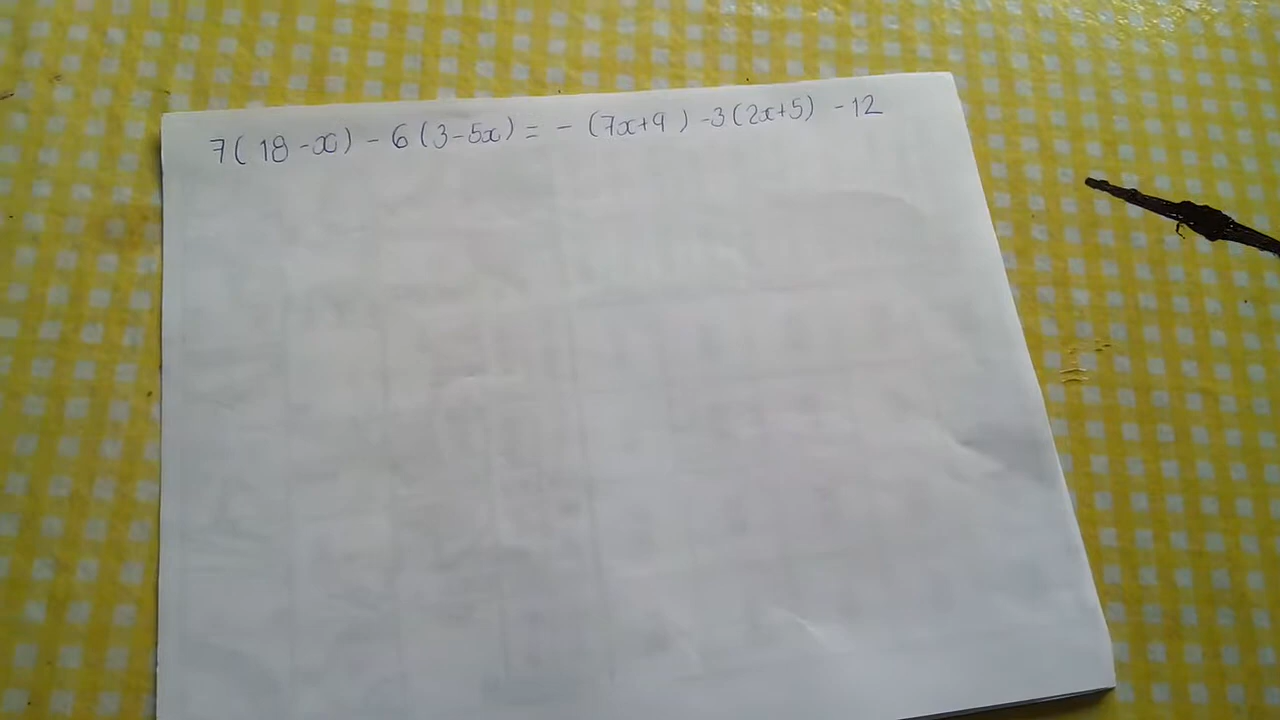 7( 18 -x) - 6 (3-5x) = - (7x+9) -3(2x+5) -12